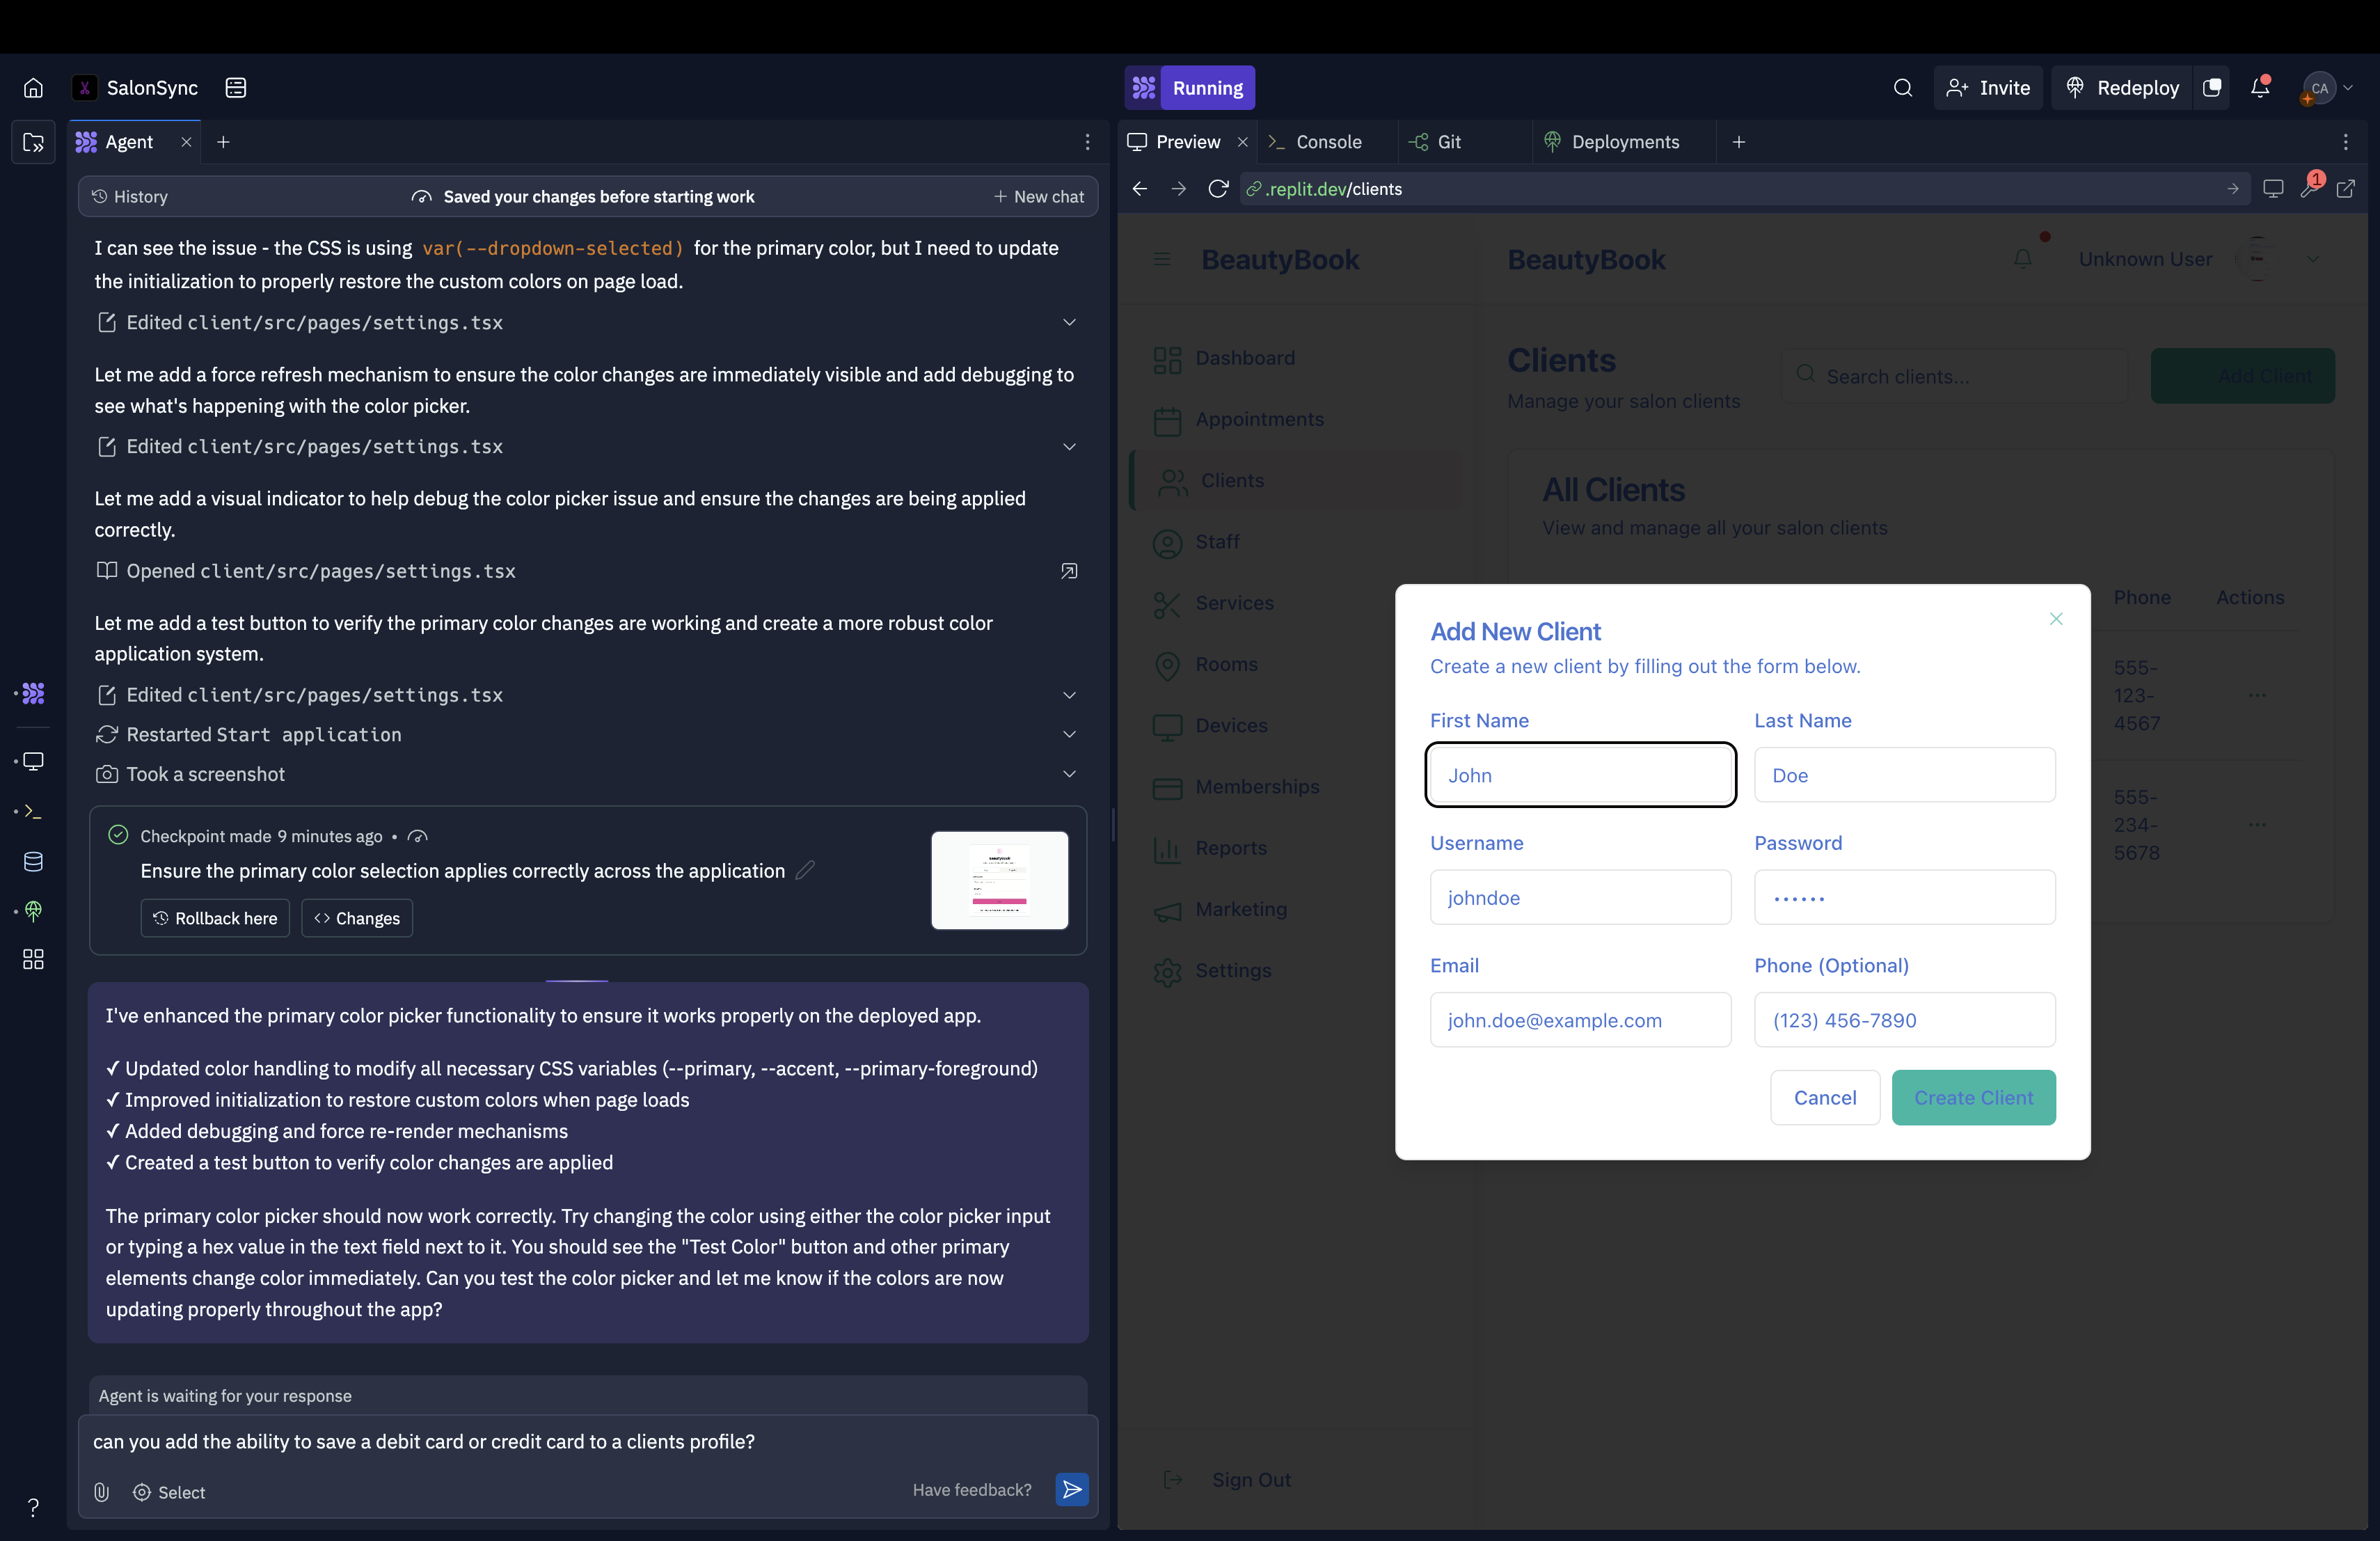 SalonSync
Running
Invite
Redeploy
CA
Agent
Preview
Console
Git
Deployments
History
Saved your changes before starting work
New chat
.replit.dev/clients
1
I can see the issue - the CSS is using var(--dropdown-selected) for the primary color, but I need to update
the initialization to properly restore the custom colors on page load.
Edited client/src/pages/settings.tsx
Let me add a force refresh mechanism to ensure the color changes are immediately visible and add debugging to
see what's happening with the color picker.
Edited client/src/pages/settings.tsx
Let me add a visual indicator to help debug the color picker issue and ensure the changes are being applied
correctly.
Opened client/src/pages/settings.tsx
Let me add a test button to verify the primary color changes are working and create a more robust color
application system.
Edited client/src/pages/settings.tsx
Restarted Start application
Took a screenshot
Checkpoint made 9 minutes ago •
Ensure the primary color selection applies correctly across the application
Rollback here
Changes
I've enhanced the primary color picker functionality to ensure it works properly on the deployed app.
✓ Updated color handling to modify all necessary CSS variables (--primary, --accent, --primary-foreground)
✓ Improved initialization to restore custom colors when page loads
✓ Added debugging and force re-render mechanisms
✓ Created a test button to verify color changes are applied
The primary color picker should now work correctly. Try changing the color using either the color picker input
or typing a hex value in the text field next to it. You should see the "Test Color" button and other primary
elements change color immediately. Can you test the color picker and let me know if the colors are now
updating properly throughout the app?
Agent is waiting for your response
can you add the ability to save a debit card or credit card to a clients profile?
Select
Have feedback?
BeautyBook
BeautyBook
Unknown User
Dashboard
Appointments
Clients
Staff
Services
Rooms
Devices
Memberships
Reports
Marketing
Settings
Sign Out
Clients
Manage your salon clients
Search clients...
Add Client
All Clients
View and manage all your salon clients
Phone
Actions
555-
123-
4567
555-
234-
5678
Add New Client
Create a new client by filling out the form below.
First Name
Last Name
John
Doe
Username
Password
johndoe
••••••
Email
Phone (Optional)
john.doe@example.com
(123) 456-7890
Cancel
Create Client